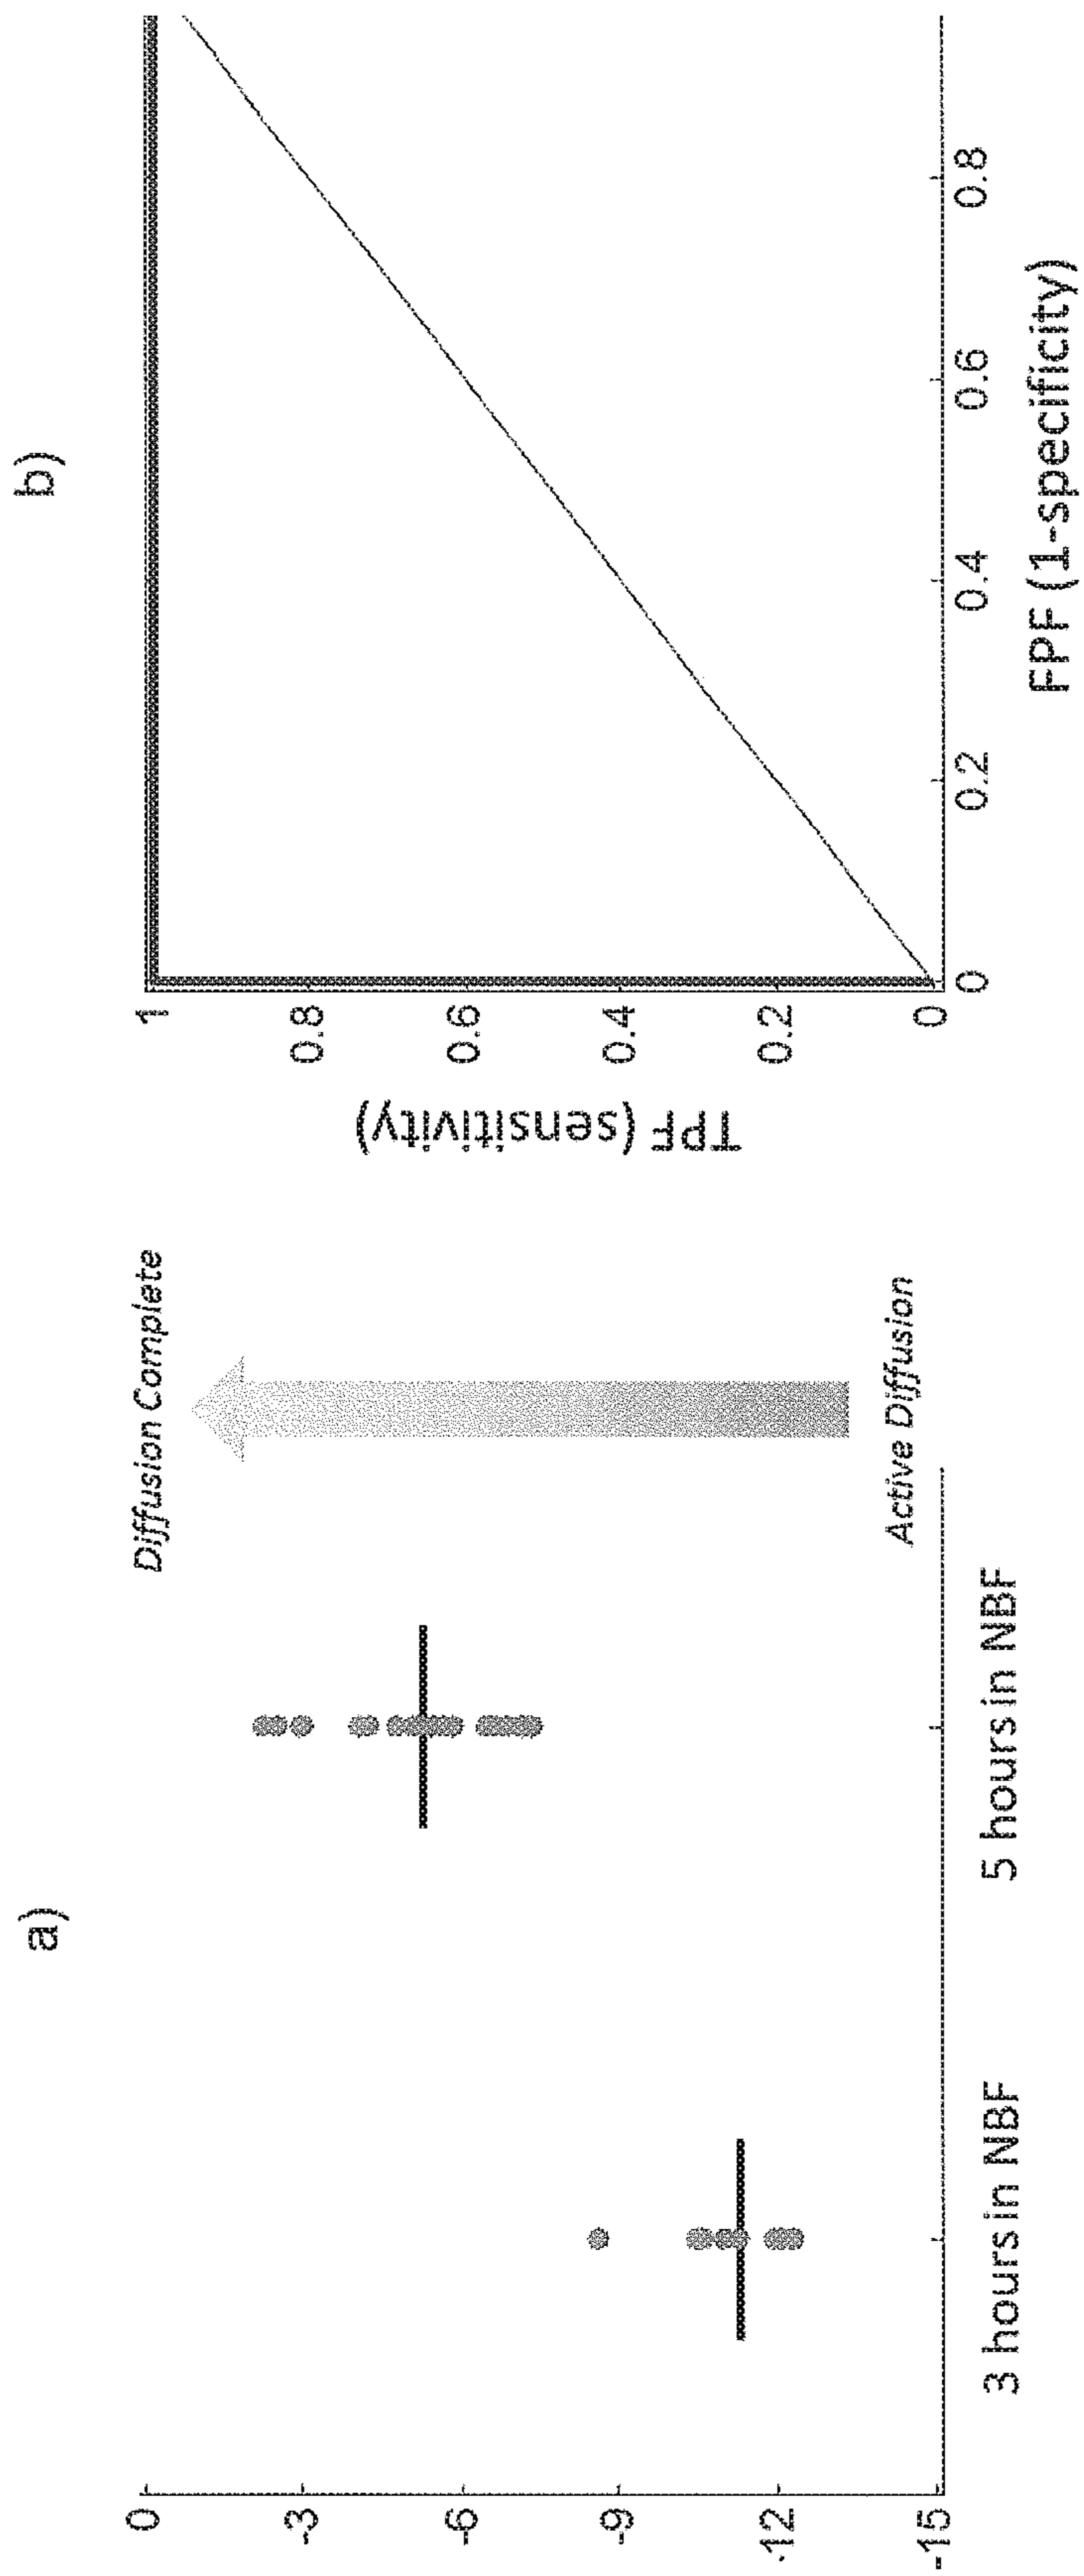 a)
-0
-3
-6
-9
-12
-15
3 hours in NBF
5 hours in NBF
Diffusion Complete
Active Diffusion
b)
TPF (sensitivity)
1
0.8
0.6
0.4
0.2
0
0
0.2
0.4
0.6
0.8
FPF (1-specificity)